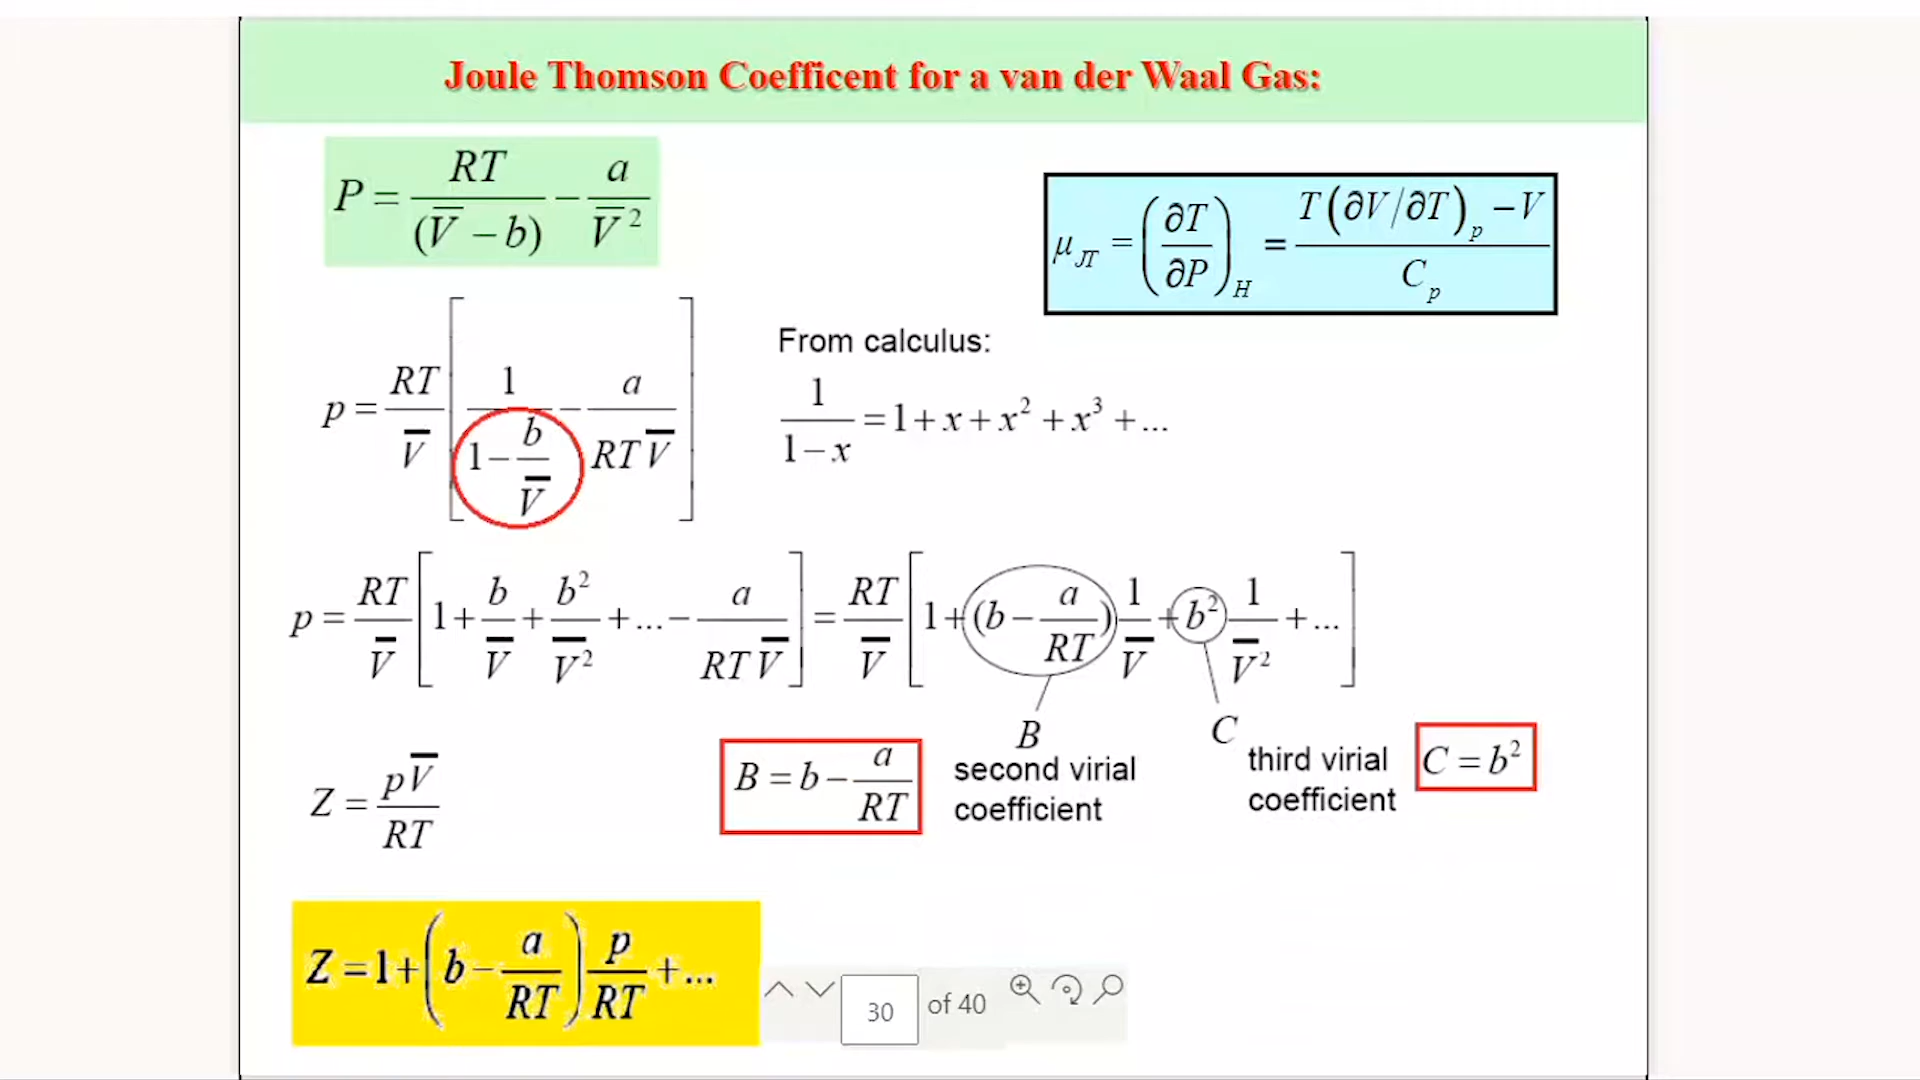 Joule Thomson Coefficent for a van der Waal Gas:
P = RT/(V̅ − b) − a/V̅²
μ_JT = (∂T/∂P)_H = (T(∂V/∂T)_p − V)/C_p
From calculus:
p = RT/V̅ [1/(1 − b/V̅) − a/(RTV̅)]
1/(1−x) = 1+x+x² +x³ +...
p = RT/V̅ [1+ b/V̅ + b²/V̅² +...− a/(RTV̅)] = RT/V̅ [1+(b− a/RT) 1/V̅ + b² 1/V̅² +...]
B
C
Z = pV̅/RT
B = b − a/RT
second virial
coefficient
third virial
coefficient
C = b²
Z = 1+(b− a/RT) p/RT +...
30 of 40